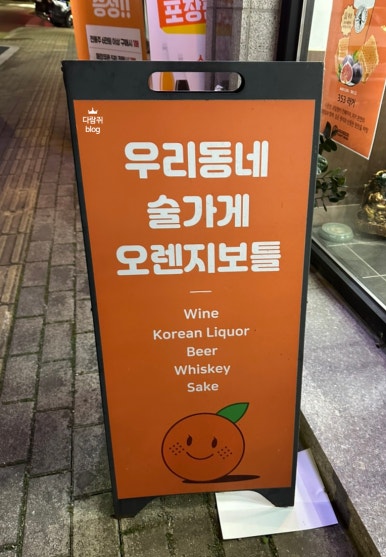 다람쥐
blog
우리동네
술가게
오렌지보틀
Wine
Korean Liquor
Beer
Whiskey
Sake